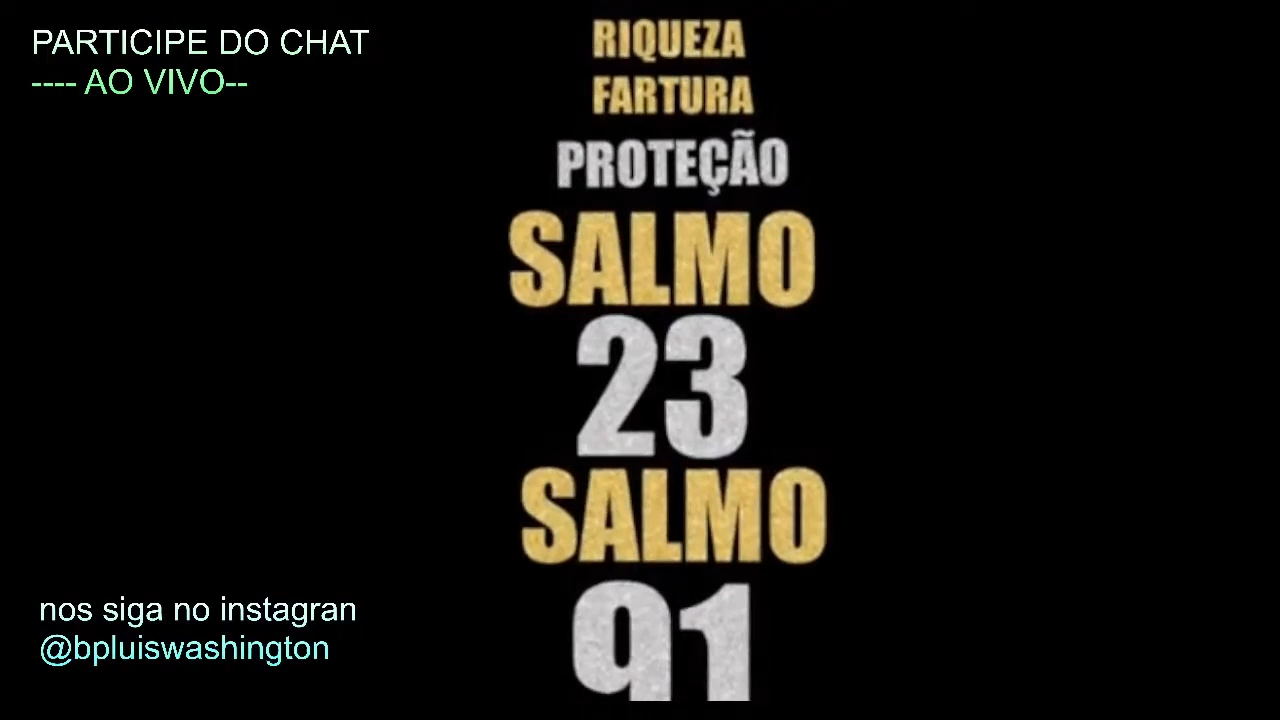 PARTICIPE DO CHAT
---- AO VIVO--
RIQUEZA
FARTURA
PROTEÇÃO
SALMO
23
SALMO
91
nos siga no instagran
@bpluiswashington